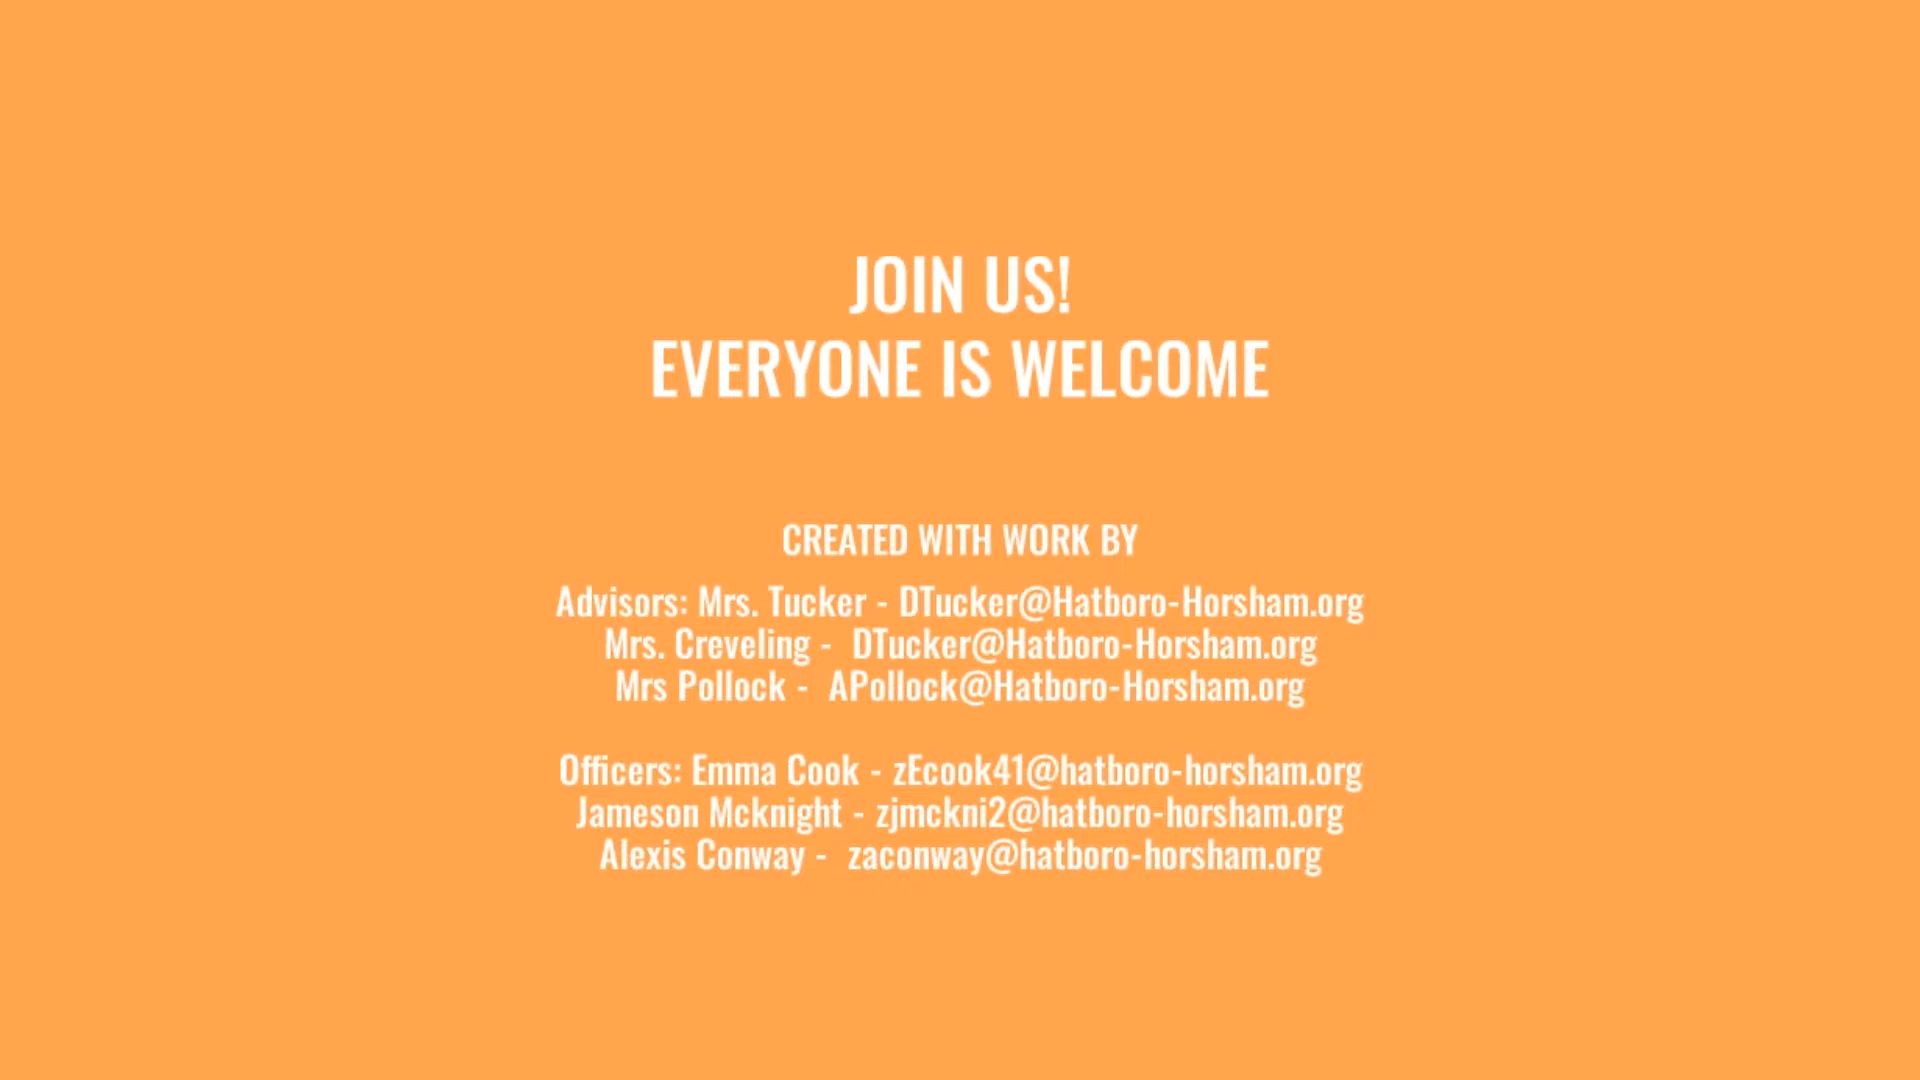 JOIN US!
EVERYONE IS WELCOME
CREATED WITH WORK BY
Advisors: Mrs. Tucker - DTucker@Hatboro-Horsham.org
Mrs. Creveling -  DTucker@Hatboro-Horsham.org
Mrs Pollock -  APollock@Hatboro-Horsham.org
Officers: Emma Cook - zEcook41@hatboro-horsham.org
Jameson Mcknight - zjmckni2@hatboro-horsham.org
Alexis Conway -  zaconway@hatboro-horsham.org